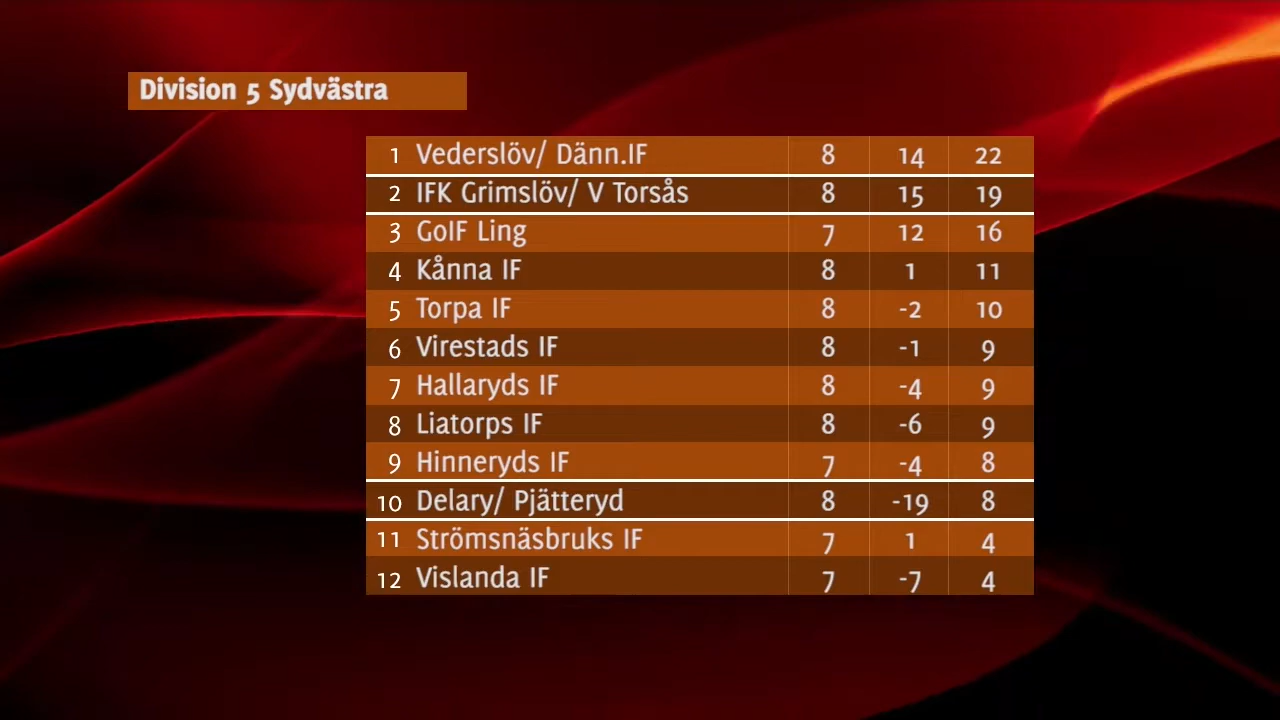 Division 5 Sydvästra
1 Vederslöv/ Dänn.IF 8 14 22
2 IFK Grimslöv/ V Torsås 8 15 19
3 GoIF Ling 7 12 16
4 Kånna IF 8 1 11
5 Torpa IF 8 -2 10
6 Virestads IF 8 -1 9
7 Hallaryds IF 8 -4 9
8 Liatorps IF 8 -6 9
9 Hinneryds IF 7 -4 8
10 Delary/ Pjätteryd 8 -19 8
11 Strömsnäsbruks IF 7 1 4
12 Vislanda IF 7 -7 4